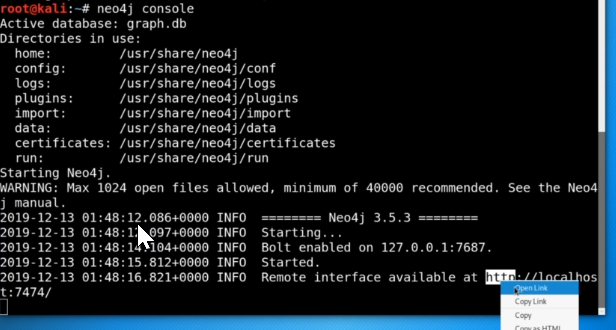 root@kali:~# neo4j console
Active database: graph.db
Directories in use:
  home:         /usr/share/neo4j
  config:       /usr/share/neo4j/conf
  logs:         /usr/share/neo4j/logs
  plugins:      /usr/share/neo4j/plugins
  import:       /usr/share/neo4j/import
  data:         /usr/share/neo4j/data
  certificates: /usr/share/neo4j/certificates
  run:          /usr/share/neo4j/run
Starting Neo4j.
WARNING: Max 1024 open files allowed, minimum of 40000 recommended. See the Neo4
j manual.
2019-12-13 01:48:12.086+0000 INFO  ======== Neo4j 3.5.3 ========
2019-12-13 01:48:12.097+0000 INFO  Starting...
2019-12-13 01:48:14.104+0000 INFO  Bolt enabled on 127.0.0.1:7687.
2019-12-13 01:48:15.812+0000 INFO  Started.
2019-12-13 01:48:16.821+0000 INFO  Remote interface available at http://localhos
t:7474/
Open Link
Copy Link
Copy
Copy as HTML